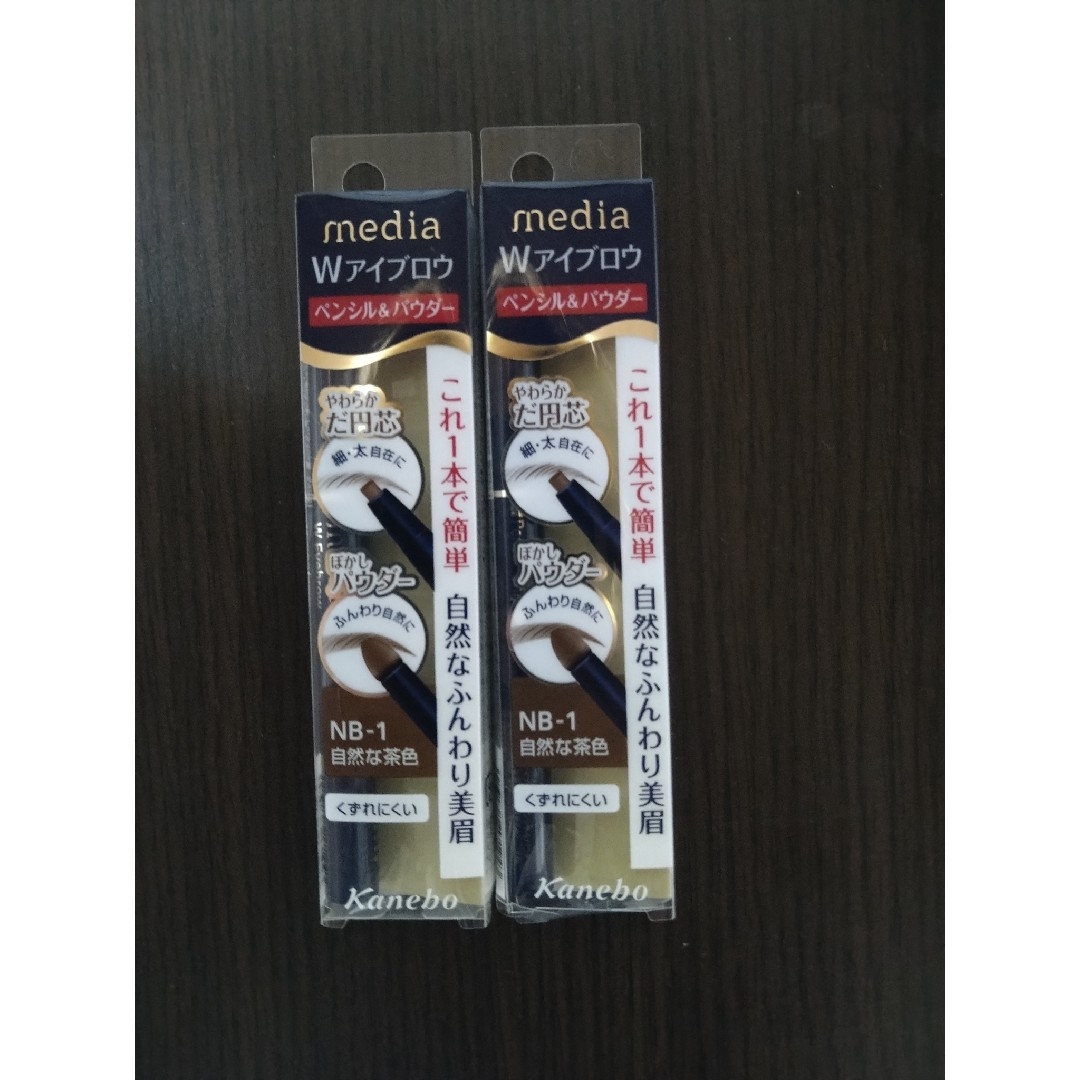 media
Wアイブロウ
ペンシル&パウダー
これ1本で簡単 自然なふんわり美眉
やわらか
だ円芯
細・太自在に
ぼかし
パウダー
ふんわり自然に
W Eyebrow
NB-1
自然な茶色
くずれにくい
Kanebo
media
Wアイブロウ
ペンシル&パウダー
これ1本で簡単 自然なふんわり美眉
やわらか
だ円芯
細・太自在に
ぼかし
パウダー
ふんわり自然に
NB-1
自然な茶色
くずれにくい
Kanebo